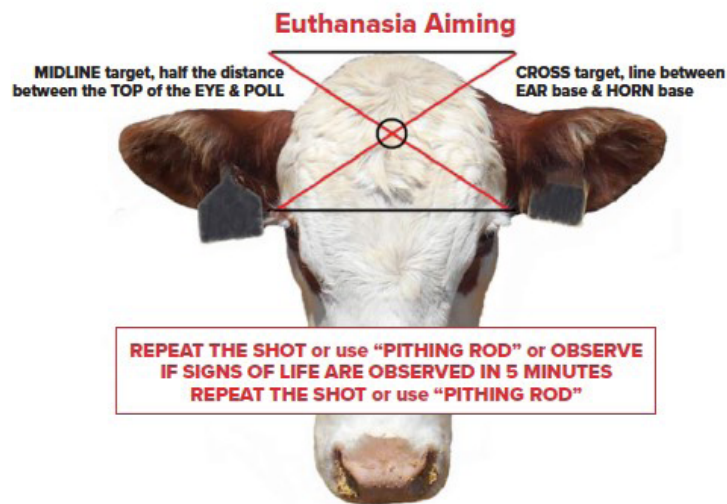 Euthanasia Aiming
MIDLINE target, half the distance
between the TOP of the EYE & POLL
CROSS target, line between
EAR base & HORN base
REPEAT THE SHOT or use “PITHING ROD” or OBSERVE
IF SIGNS OF LIFE ARE OBSERVED IN 5 MINUTES
REPEAT THE SHOT or use “PITHING ROD”